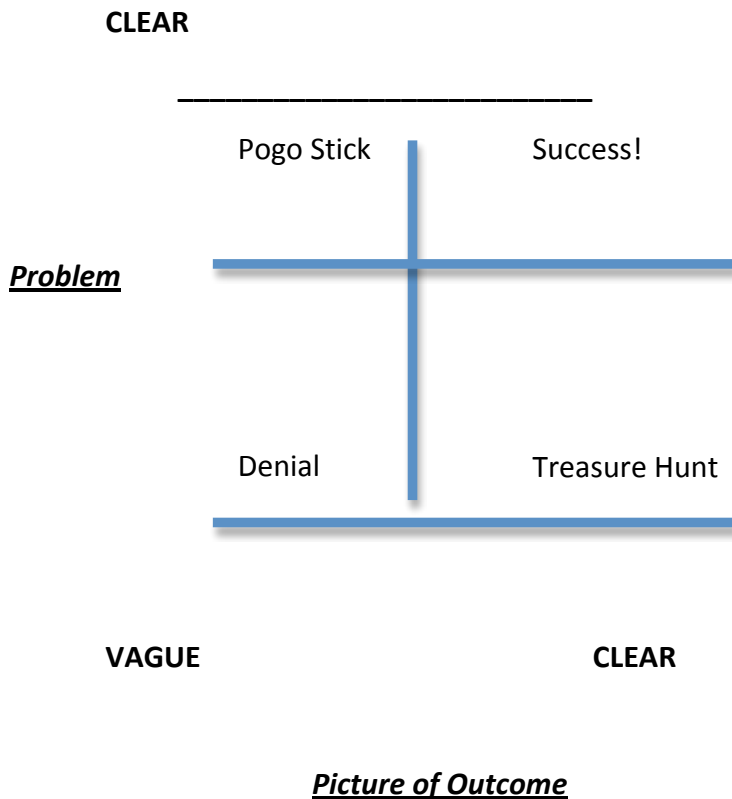 CLEAR
Pogo Stick Success!
Problem
Denial Treasure Hunt
VAGUE CLEAR
Picture of Outcome